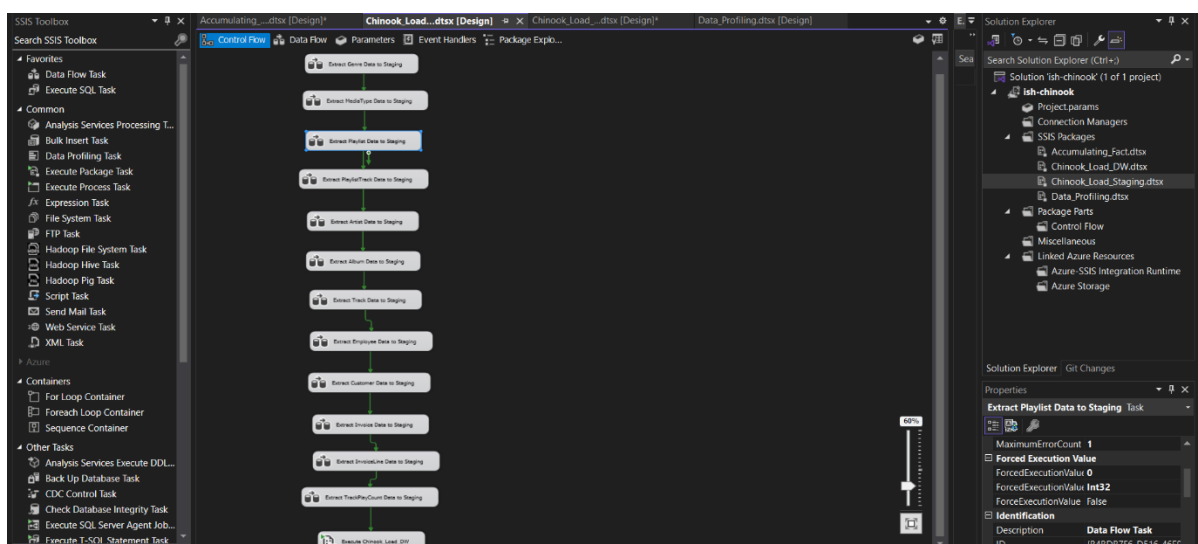 SSIS Toolbox
Search SSIS Toolbox
Favorites
Data Flow Task
Execute SQL Task
Common
Analysis Services Processing T...
Bulk Insert Task
Data Profiling Task
Execute Package Task
Execute Process Task
Expression Task
File System Task
FTP Task
Hadoop File System Task
Hadoop Hive Task
Hadoop Pig Task
Script Task
Send Mail Task
Web Service Task
XML Task
Azure
Containers
For Loop Container
Foreach Loop Container
Sequence Container
Other Tasks
Analysis Services Execute DDL...
Back Up Database Task
CDC Control Task
Check Database Integrity Task
Execute SQL Server Agent Job...
Execute T-SQL Statement Task
Accumulating_...dtsx [Design]*
Chinook_Load...dtsx [Design]
Chinook_Load_...dtsx [Design]*
Data_Profiling.dtsx [Design]
Control Flow
Data Flow
Parameters
Event Handlers
Package Explo...
Extract Genre Data to Staging
Extract MediaType Data to Staging
Extract Playlist Data to Staging
Extract PlaylistTrack Data to Staging
Extract Artist Data to Staging
Extract Album Data to Staging
Extract Track Data to Staging
Extract Employee Data to Staging
Extract Customer Data to Staging
Extract Invoice Data to Staging
Extract InvoiceLine Data to Staging
Extract TrackPlayCount Data to Staging
Execute Chinook_Load_DW
60%
E.
Sea
Solution Explorer
Search Solution Explorer (Ctrl+;)
Solution 'ish-chinook' (1 of 1 project)
ish-chinook
Project.params
Connection Managers
SSIS Packages
Accumulating_Fact.dtsx
Chinook_Load_DW.dtsx
Chinook_Load_Staging.dtsx
Data_Profiling.dtsx
Package Parts
Control Flow
Miscellaneous
Linked Azure Resources
Azure-SSIS Integration Runtime
Azure Storage
Solution Explorer Git Changes
Properties
Extract Playlist Data to Staging Task
MaximumErrorCount 1
Forced Execution Value
ForcedExecutionValue 0
ForcedExecutionValue Int32
ForceExecutionValue False
Identification
Description Data Flow Task